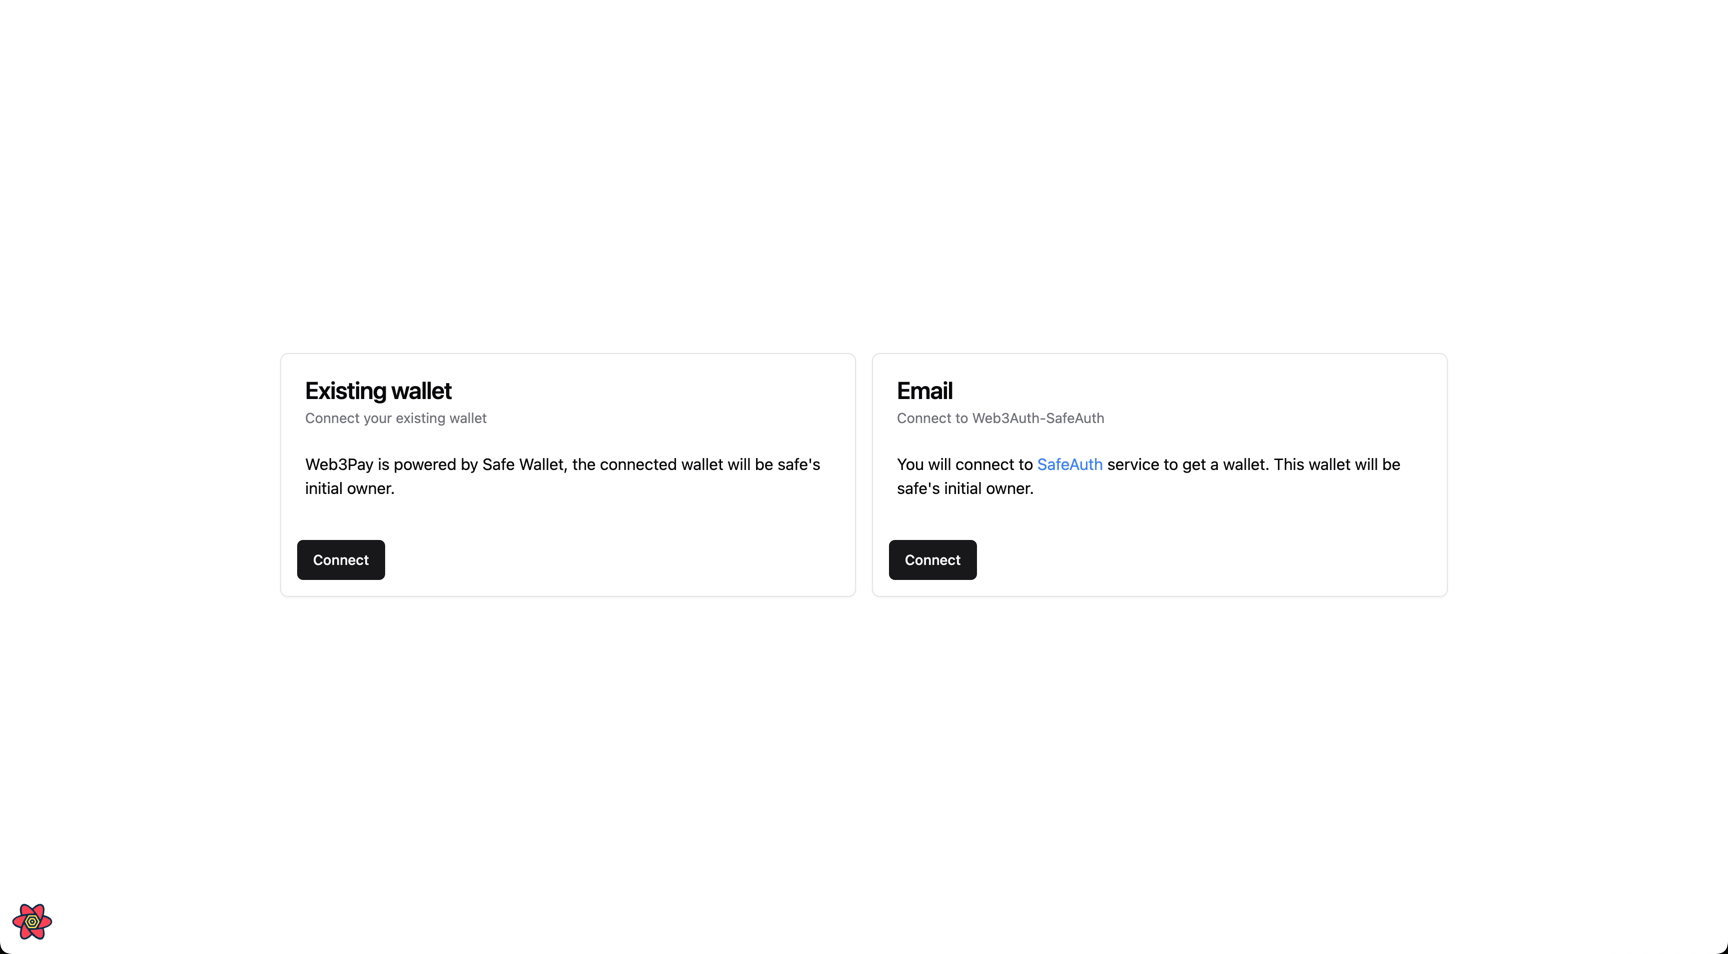 Existing wallet
Connect your existing wallet
Web3Pay is powered by Safe Wallet, the connected wallet will be safe's
initial owner.
Connect
Email
Connect to Web3Auth-SafeAuth
You will connect to SafeAuth service to get a wallet. This wallet will be
safe's initial owner.
Connect